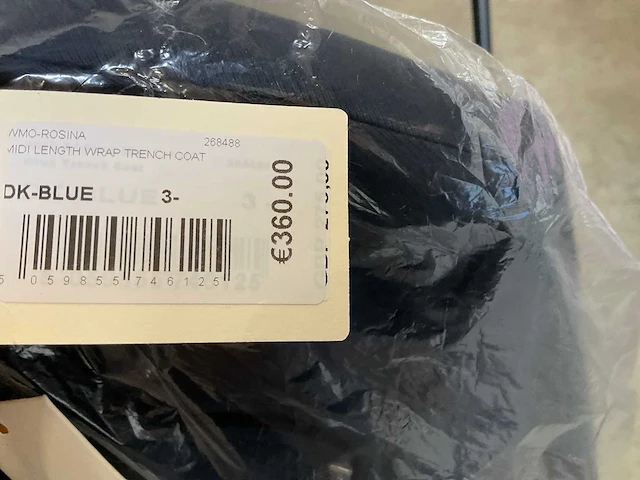 WMO-ROSINA
268488
MIDI LENGTH WRAP TRENCH COAT
DK-BLUE 3-
€360.00
5 059855 746125